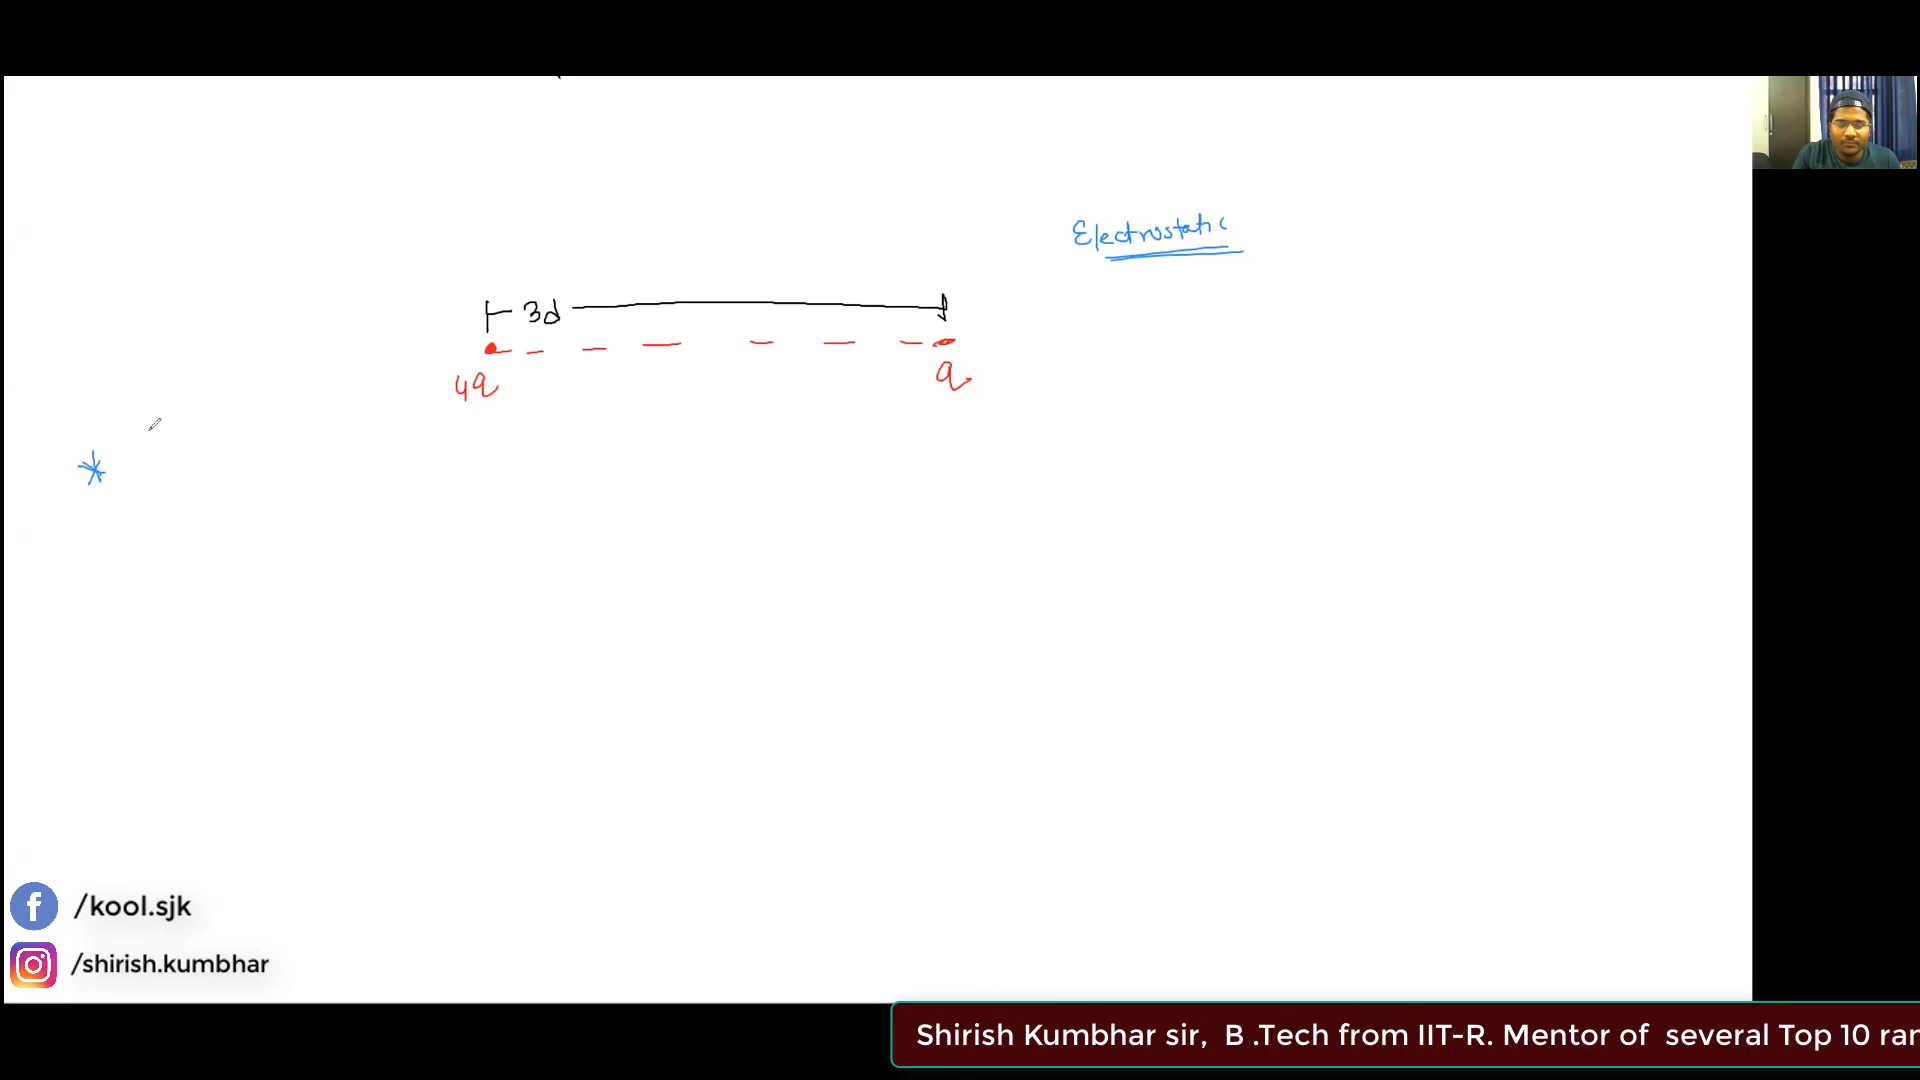 Electrostatic
3d
4q
q
*
/kool.sjk
/shirish.kumbhar
Shirish Kumbhar sir, B .Tech from IIT-R. Mentor of several Top 10 ran